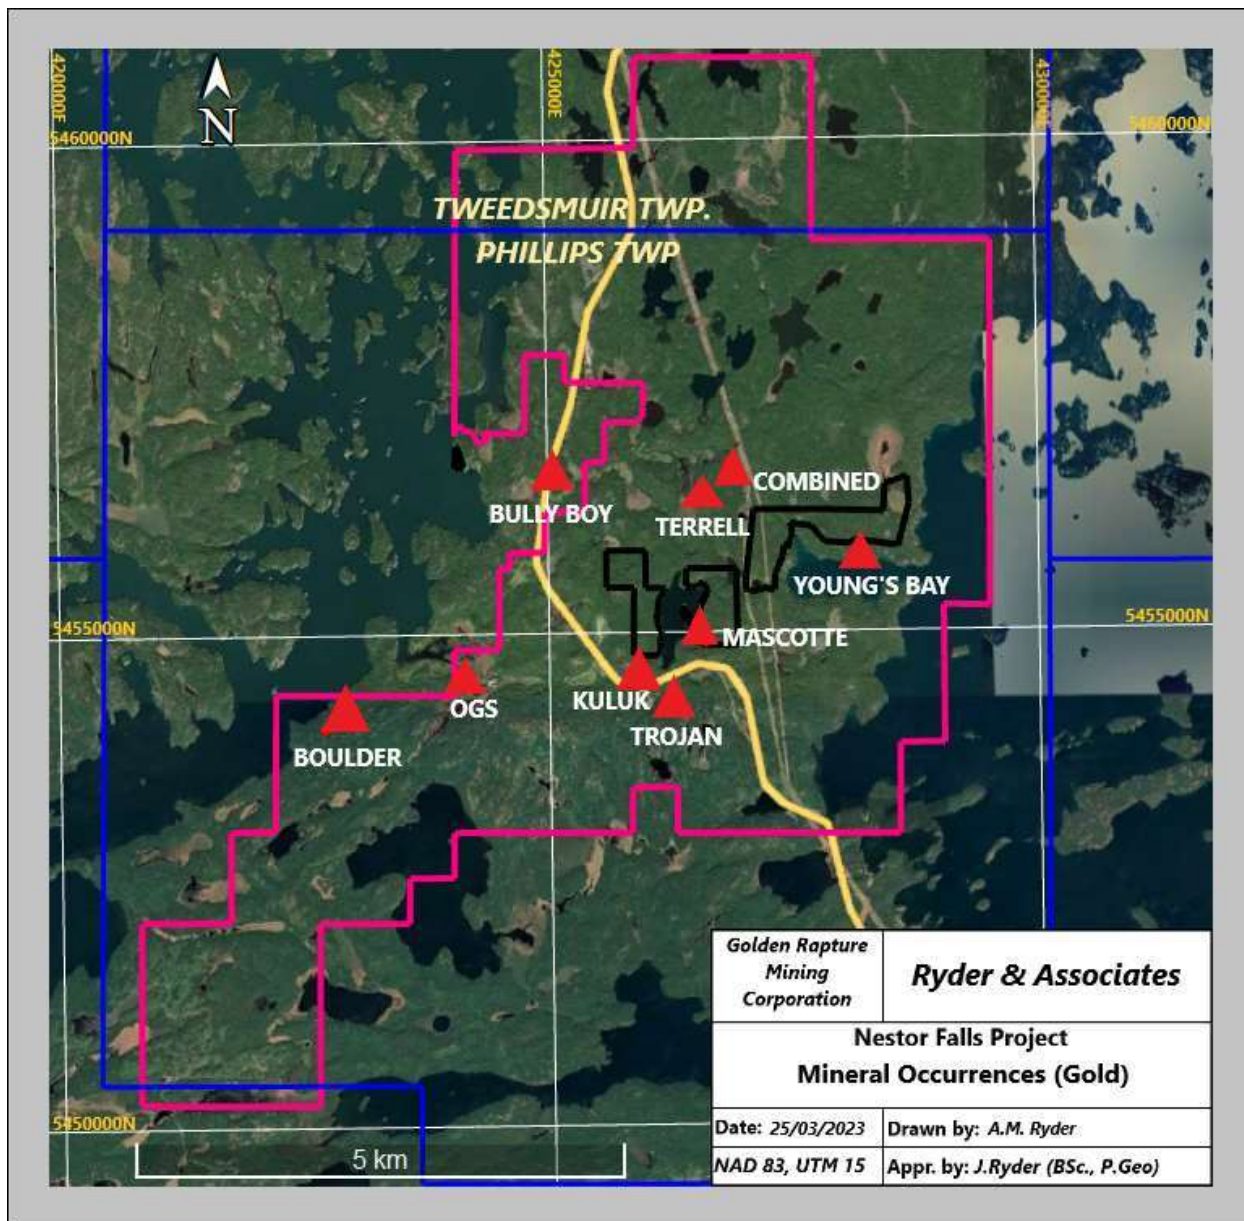 420000E
425000E
430000E
N
5460000N
5460000N
TWEEDSMUIR TWP.
PHILLIPS TWP
COMBINED
BULLY BOY
TERRELL
YOUNG'S BAY
5455000N
5455000N
MASCOTTE
KULUK
OGS
TROJAN
BOULDER
Golden Rapture
Mining
Corporation
Ryder & Associates
Nestor Falls Project
Mineral Occurrences (Gold)
5450000N
Date: 25/03/2023
Drawn by: A.M. Ryder
5 km
NAD 83, UTM 15
Appr. by: J.Ryder (BSc., P.Geo)